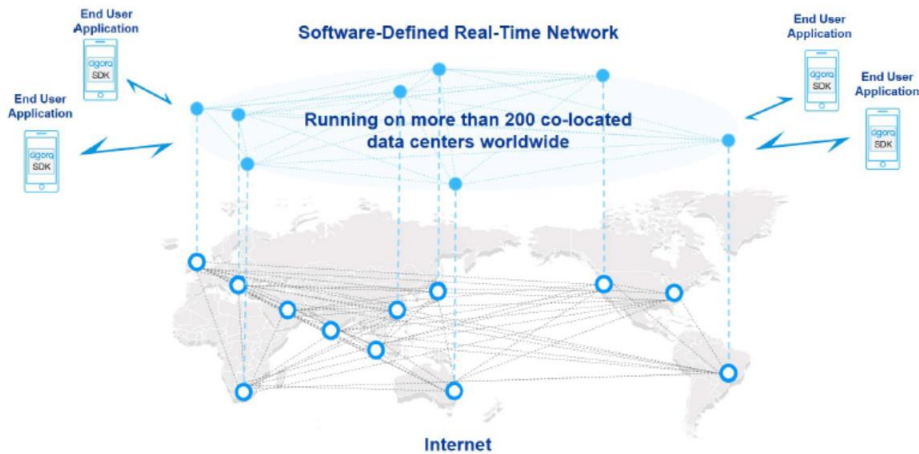 End User
Application
agora
SDK
End User
Application
agora
SDK
Software-Defined Real-Time Network
End User
Application
agora
SDK
End User
Application
agora
SDK
Running on more than 200 co-located
data centers worldwide
Internet